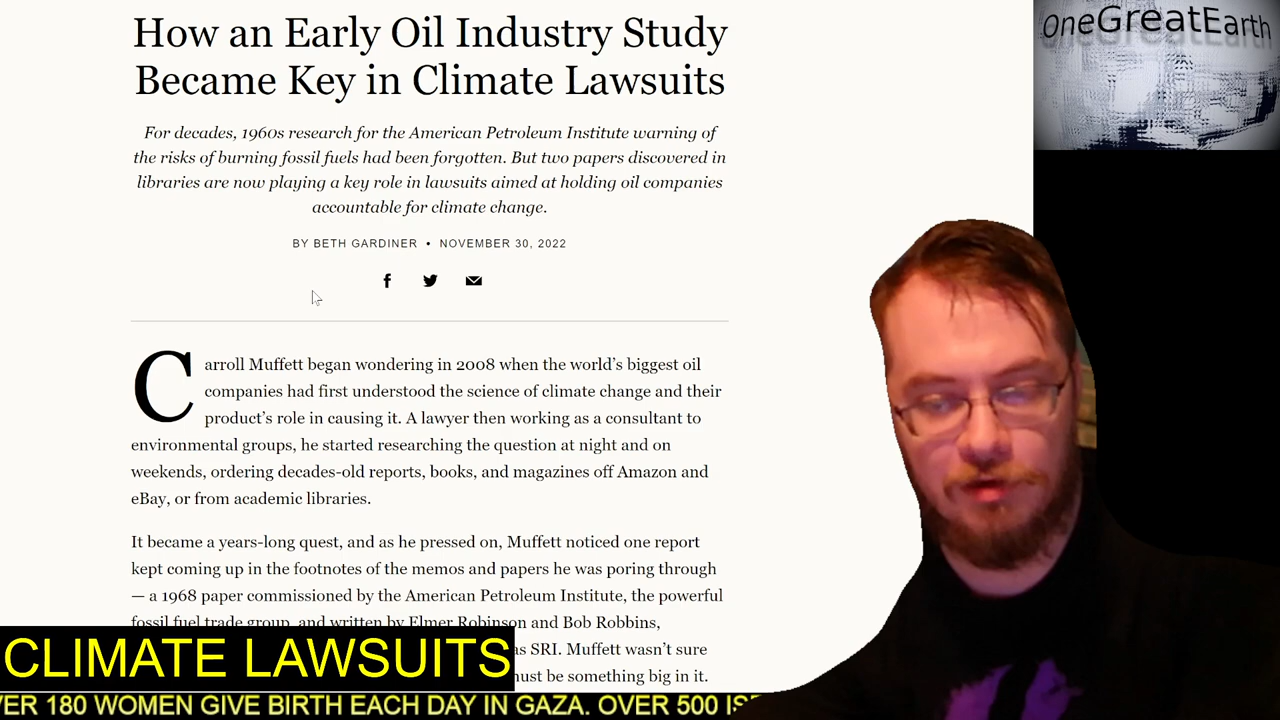 How an Early Oil Industry Study
Became Key in Climate Lawsuits
For decades, 1960s research for the American Petroleum Institute warning of
the risks of burning fossil fuels had been forgotten. But two papers discovered in
libraries are now playing a key role in lawsuits aimed at holding oil companies
accountable for climate change.
BY BETH GARDINER • NOVEMBER 30, 2022
Carroll Muffett began wondering in 2008 when the world's biggest oil
companies had first understood the science of climate change and their
product's role in causing it. A lawyer then working as a consultant to
environmental groups, he started researching the question at night and on
weekends, ordering decades-old reports, books, and magazines off Amazon and
eBay, or from academic libraries.
It became a years-long quest, and as he pressed on, Muffett noticed one report
kept coming up in the footnotes of the memos and papers he was poring through
— a 1968 paper commissioned by the American Petroleum Institute, the powerful
fossil fuel trade group, and written by Elmer Robinson and Bob Robbins,
as SRI. Muffett wasn't sure
must be something big in it.
OneGreatEarth
CLIMATE LAWSUITS
VER 180 WOMEN GIVE BIRTH EACH DAY IN GAZA. OVER 500 IS